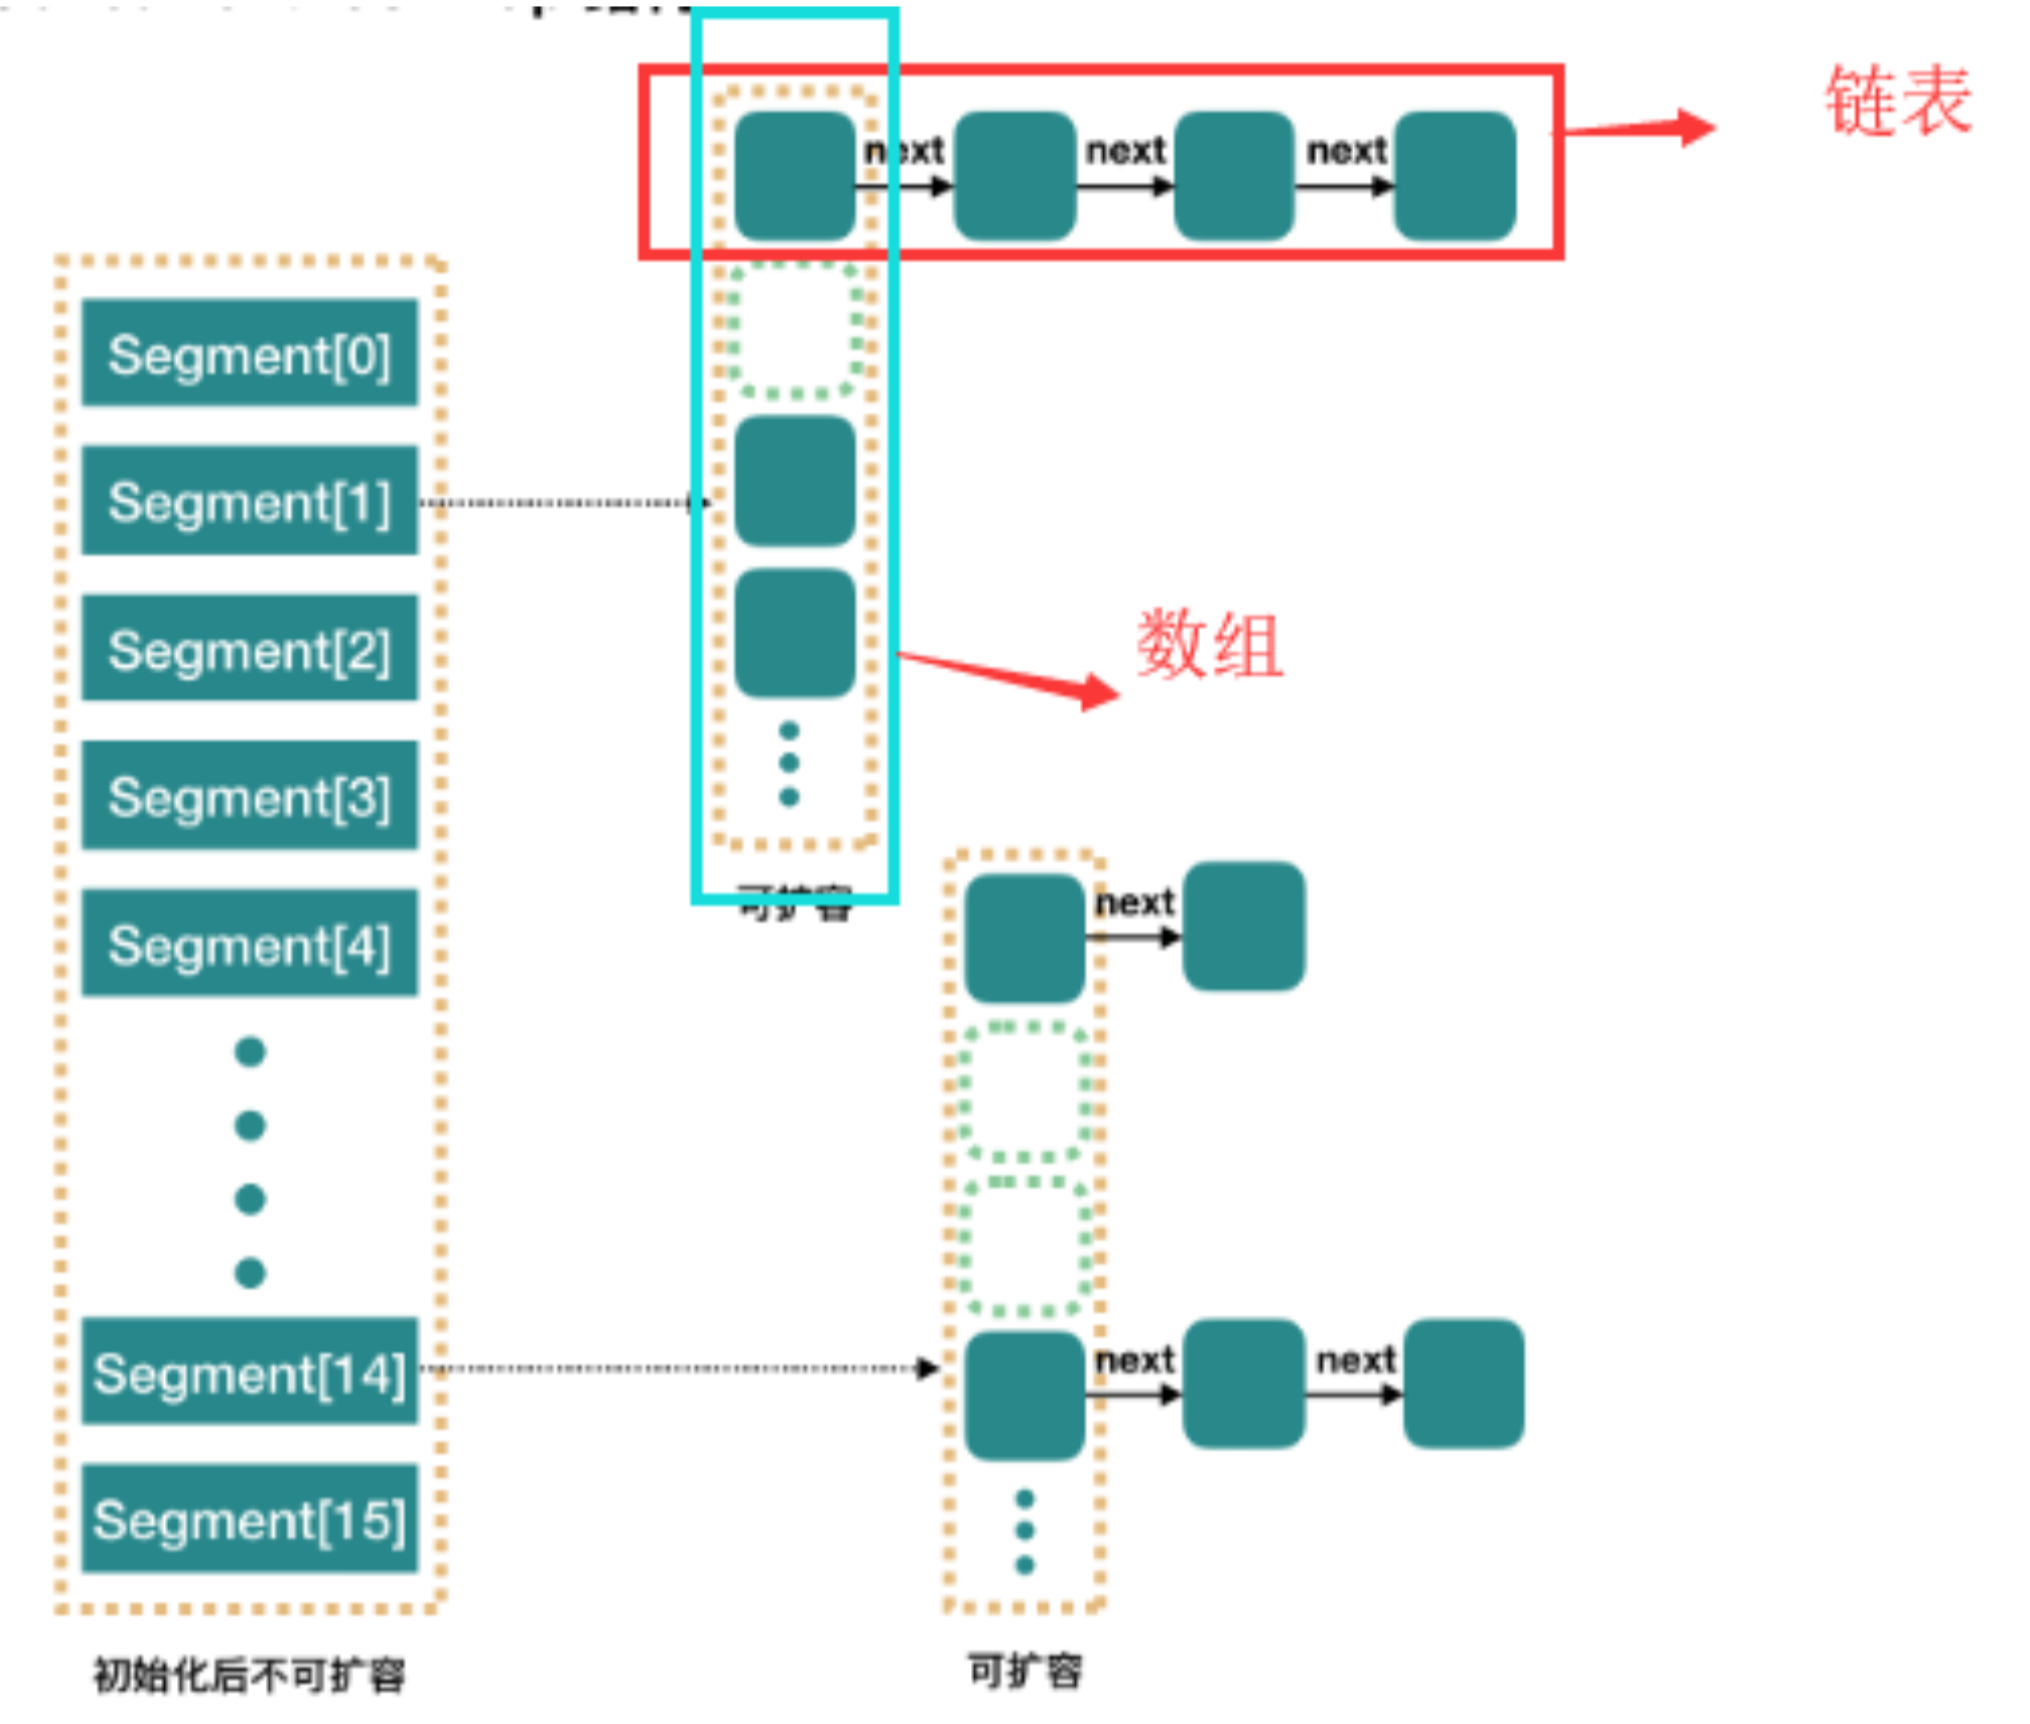 链表
next
next
next
Segment[0]
Segment[1]
Segment[2]
数组
Segment[3]
可扩容
next
Segment[4]
Segment[14]
next
next
Segment[15]
初始化后不可扩容
可扩容